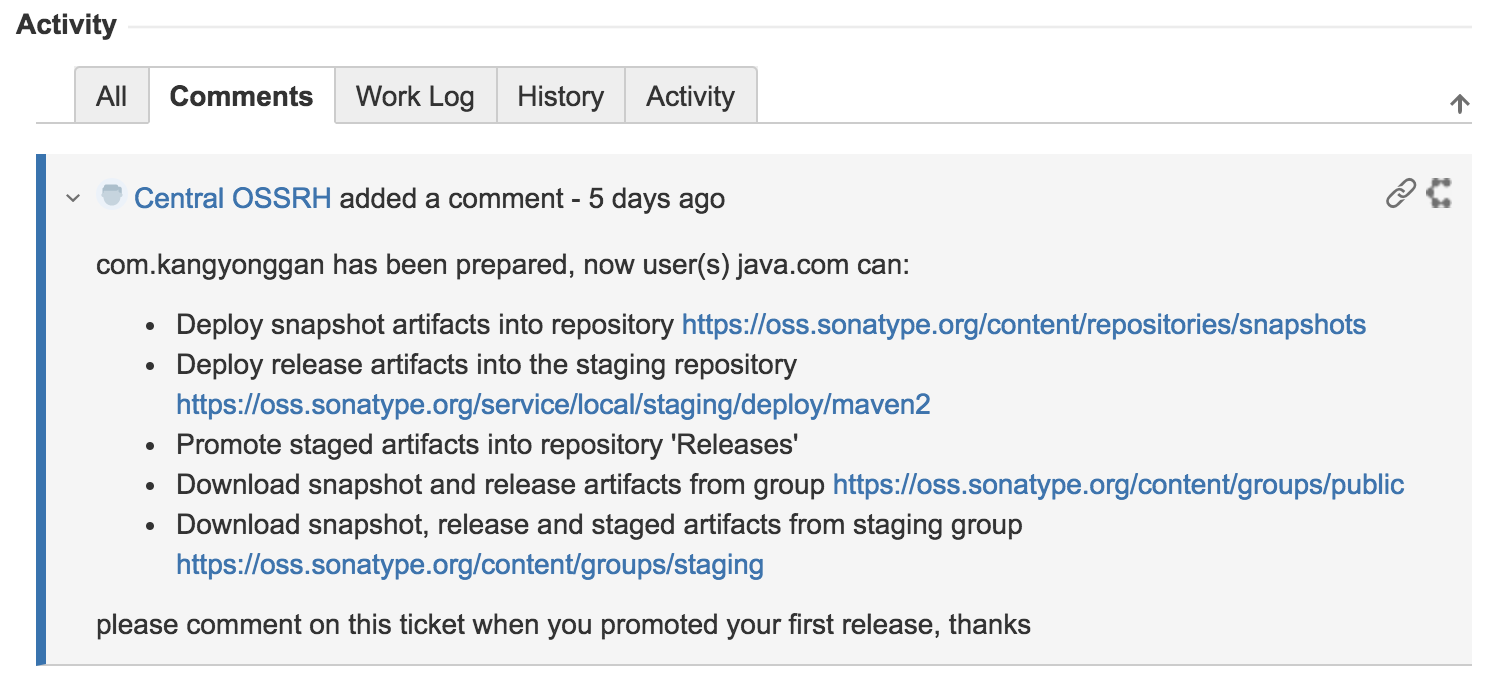 Activity
All Comments Work Log History Activity
Central OSSRH added a comment - 5 days ago
com.kangyonggan has been prepared, now user(s) java.com can:
• Deploy snapshot artifacts into repository https://oss.sonatype.org/content/repositories/snapshots
• Deploy release artifacts into the staging repository
https://oss.sonatype.org/service/local/staging/deploy/maven2
• Promote staged artifacts into repository 'Releases'
• Download snapshot and release artifacts from group https://oss.sonatype.org/content/groups/public
• Download snapshot, release and staged artifacts from staging group
https://oss.sonatype.org/content/groups/staging
please comment on this ticket when you promoted your first release, thanks